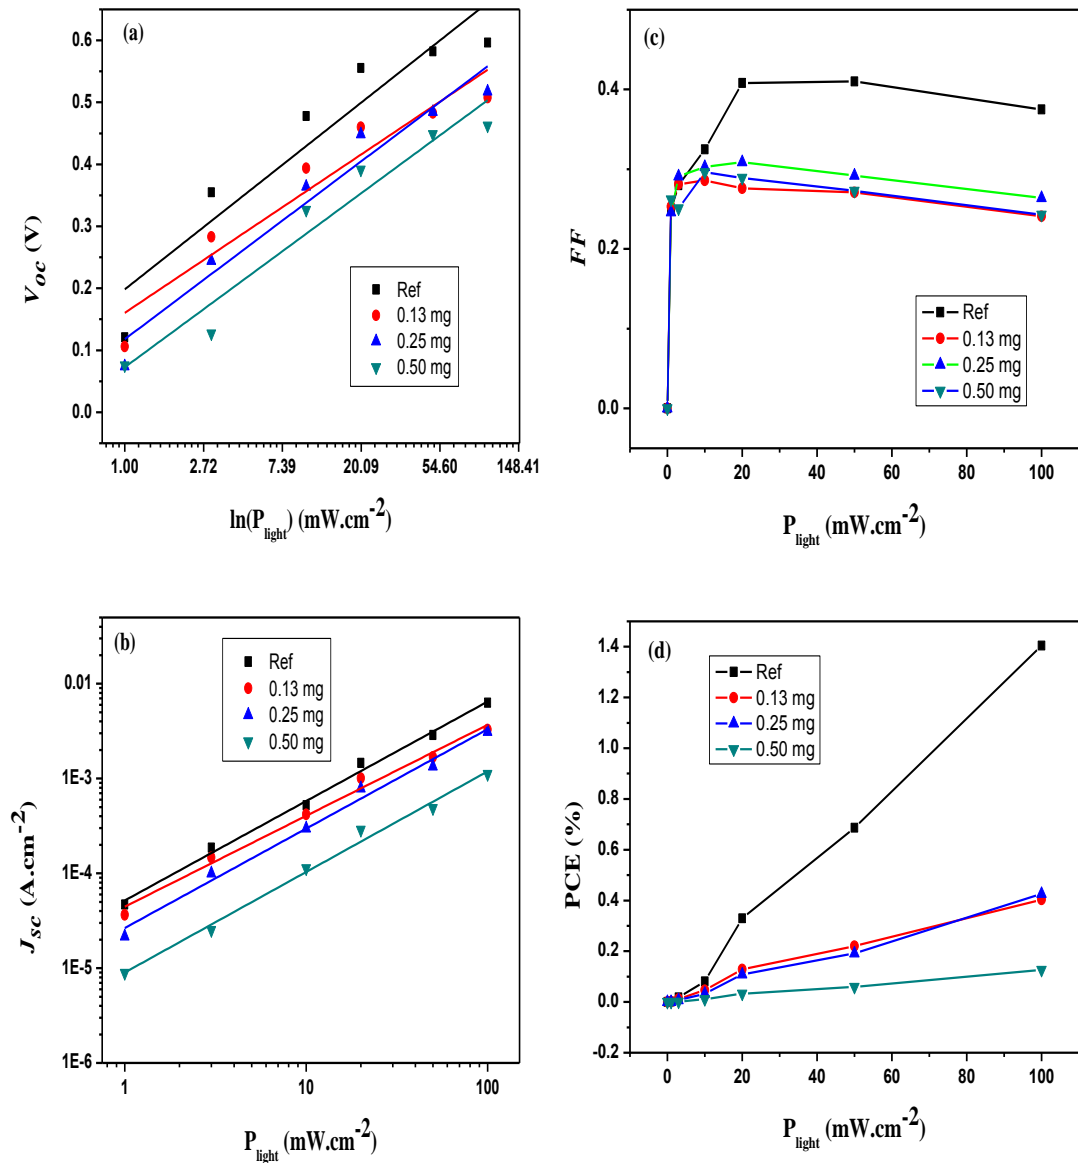 (a)
0.6
0.5
0.4
0.3
0.2
0.1
0.0
Voc (V)
Ref
0.13 mg
0.25 mg
0.50 mg
1.00 2.72 7.39 20.09 54.60 148.41
ln(Plight) (mW.cm-2)
(c)
0.4
0.2
0.0
FF
Ref
0.13 mg
0.25 mg
0.50 mg
0 20 40 60 80 100
Plight (mW.cm-2)
(b)
0.01
1E-3
1E-4
1E-5
1E-6
Jsc (A.cm-2)
Ref
0.13 mg
0.25 mg
0.50 mg
1 10 100
Plight (mW.cm-2)
(d)
1.4
1.2
1.0
0.8
0.6
0.4
0.2
0.0
-0.2
PCE (%)
Ref
0.13 mg
0.25 mg
0.50 mg
0 20 40 60 80 100
Plight (mW.cm-2)